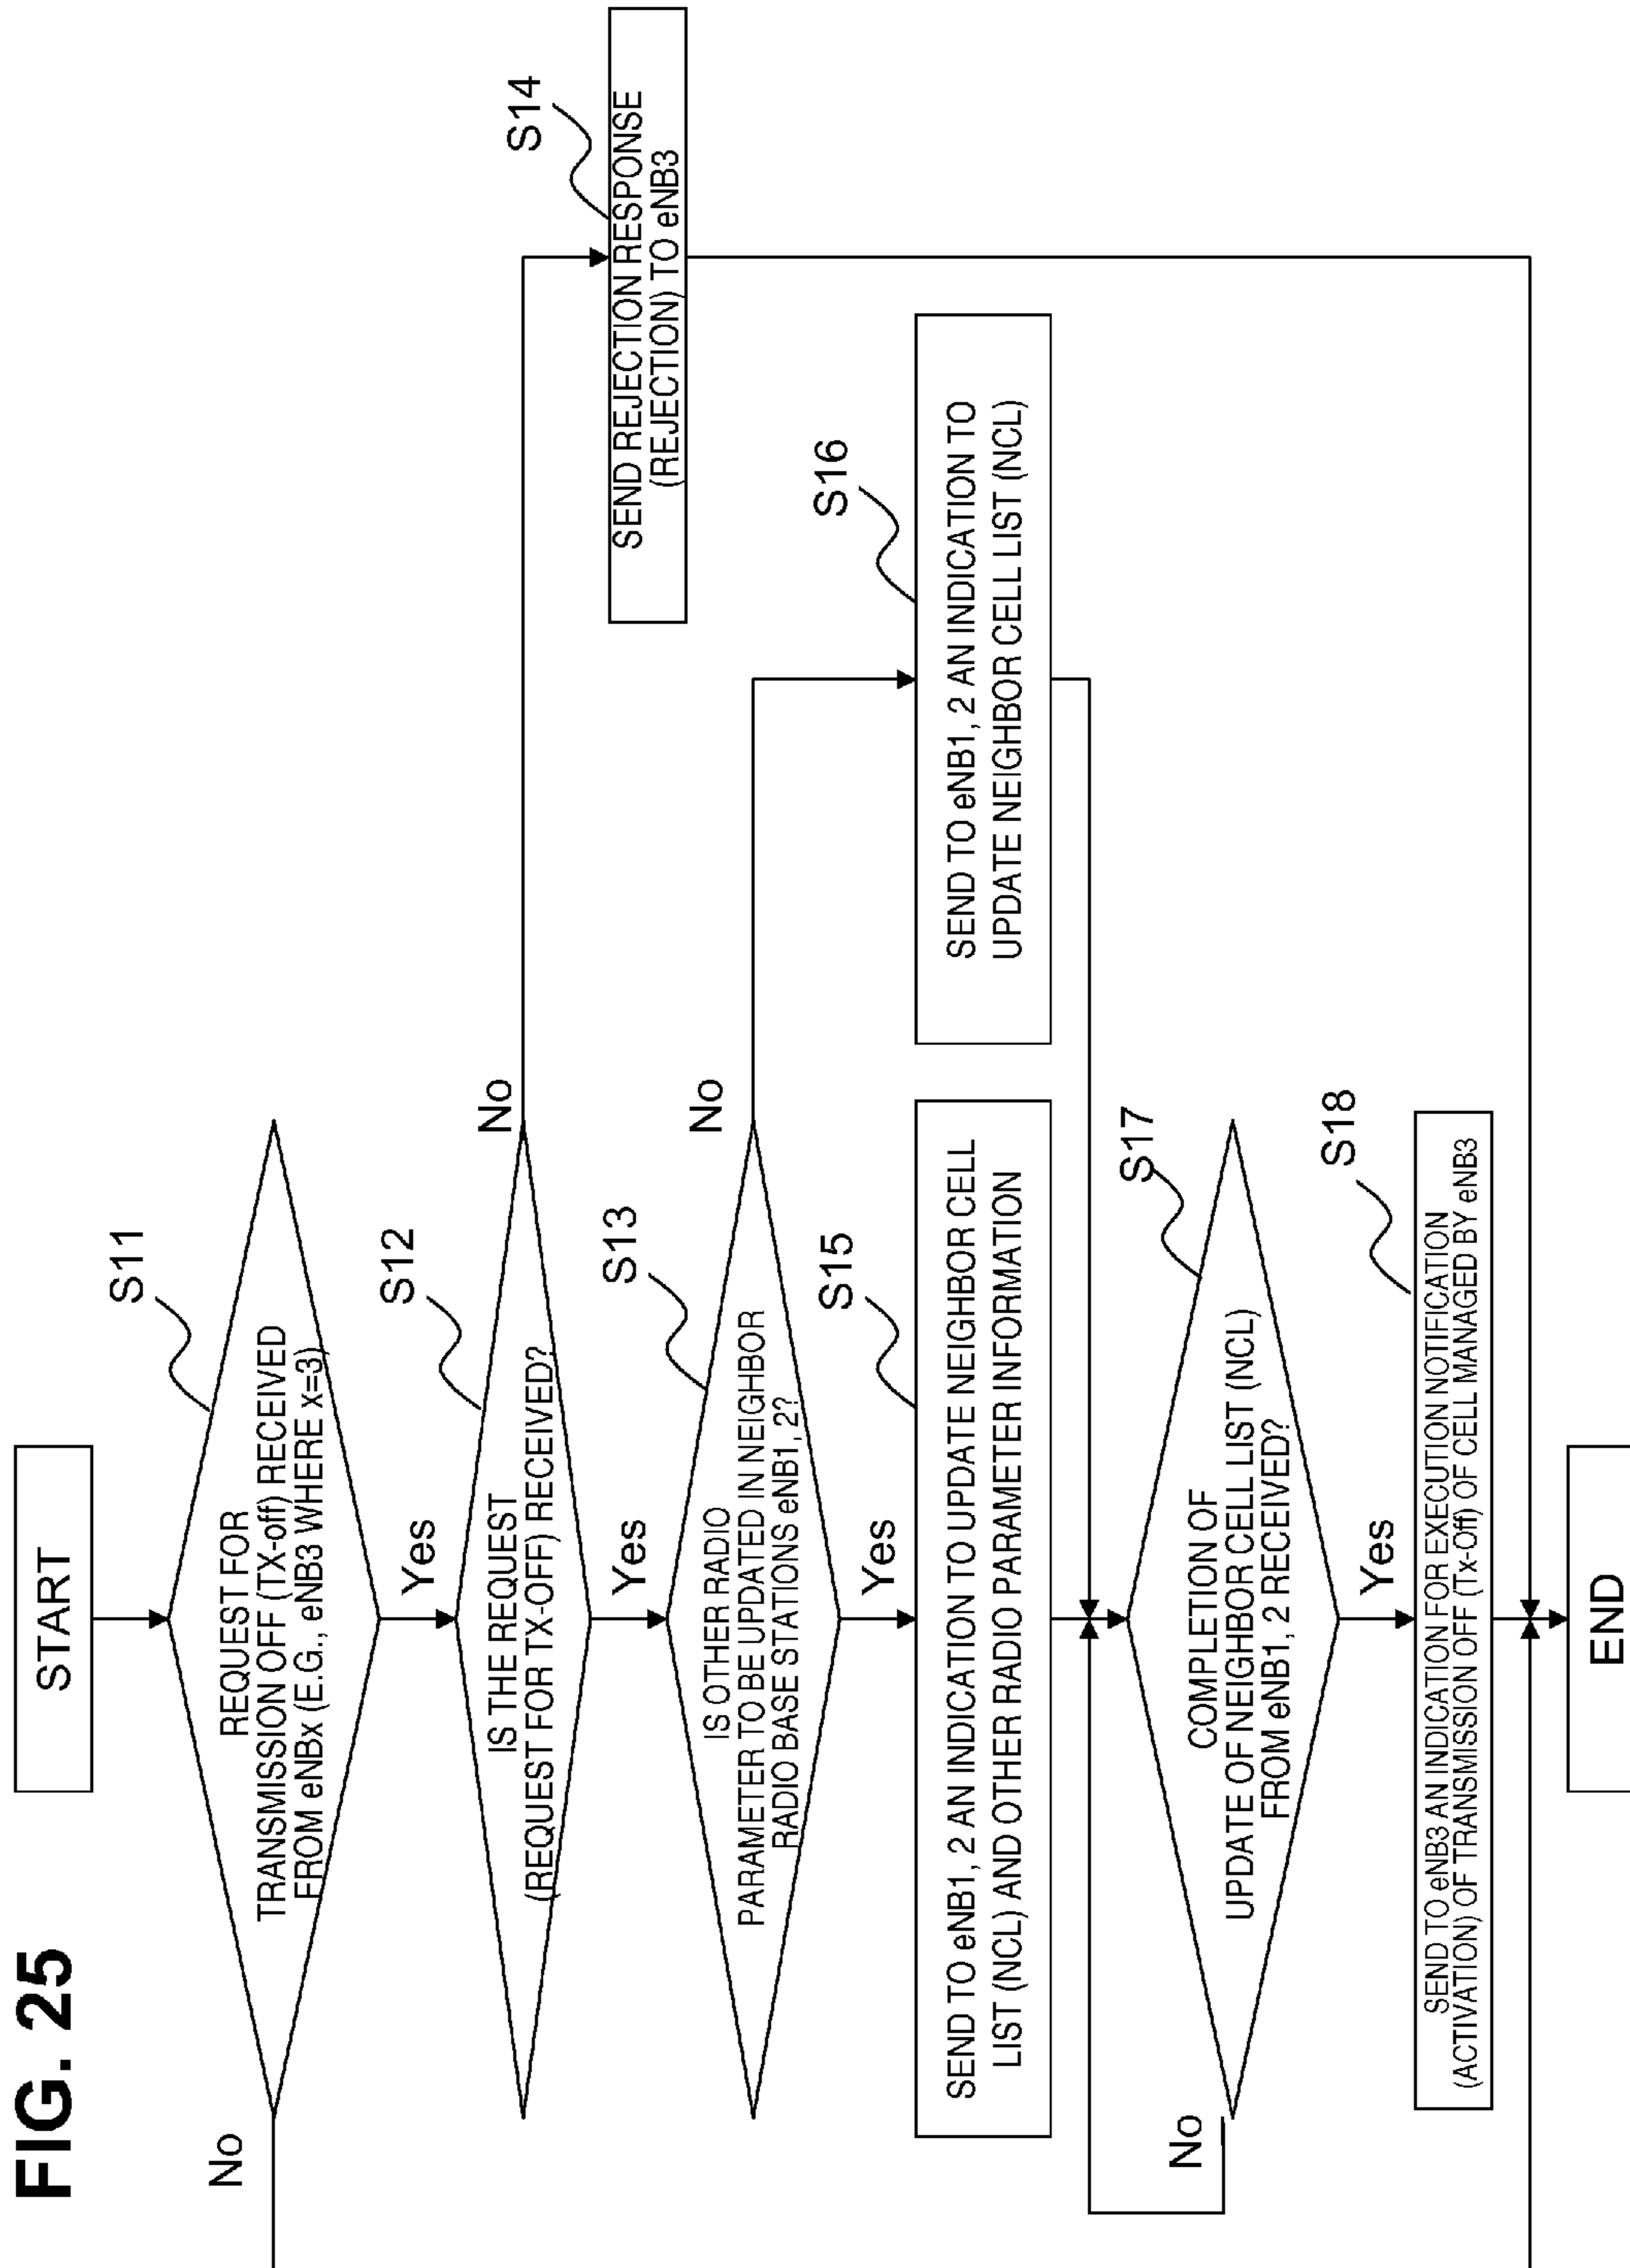 FIG. 25
START
S11
REQUEST FOR
TRANSMISSION OFF (TX-off) RECEIVED
FROM eNBx (E.G., eNB3 WHERE x=3)
No
Yes
S12
IS THE REQUEST
(REQUEST FOR TX-OFF) RECEIVED?
No
Yes
S14
SEND REJECTION RESPONSE
(REJECTION) TO eNB3
S13
IS OTHER RADIO
PARAMETER TO BE UPDATED IN NEIGHBOR
RADIO BASE STATIONS eNB1, 2?
No
Yes
S15
SEND TO eNB1, 2 AN INDICATION TO UPDATE NEIGHBOR CELL
LIST (NCL) AND OTHER RADIO PARAMETER INFORMATION
S16
SEND TO eNB1, 2 AN INDICATION TO
UPDATE NEIGHBOR CELL LIST (NCL)
S17
COMPLETION OF
UPDATE OF NEIGHBOR CELL LIST (NCL)
FROM eNB1, 2 RECEIVED?
No
Yes
S18
SEND TO eNB3 AN INDICATION FOR EXECUTION NOTIFICATION
(ACTIVATION) OF TRANSMISSION OFF (Tx-Off) OF CELL MANAGED BY eNB3
END